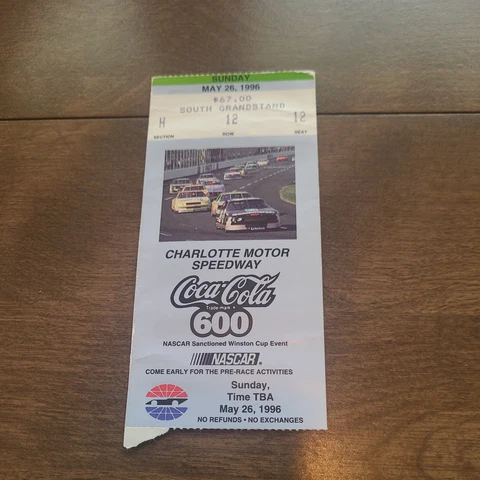 SUNDAY
MAY 26, 1996
$67.00
SOUTH GRANDSTAND
H 12 12
SECTION ROW SEAT
CHARLOTTE MOTOR
SPEEDWAY
Coca-Cola
Trade-mark
600
NASCAR Sanctioned Winston Cup Event
NASCAR
COME EARLY FOR THE PRE-RACE ACTIVITIES
Sunday,
Time TBA
May 26, 1996
NO REFUNDS • NO EXCHANGES